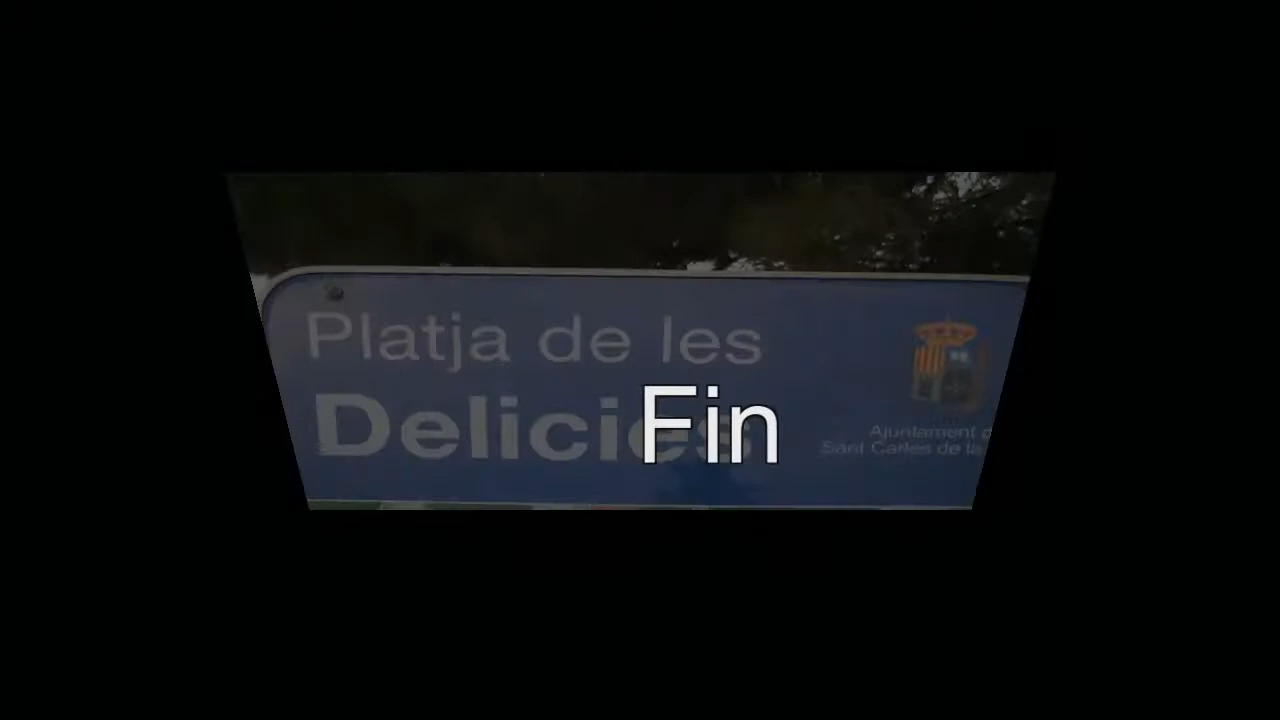 Platja de les
Delicies
Fin
Ajuntament
Sant Carles de la